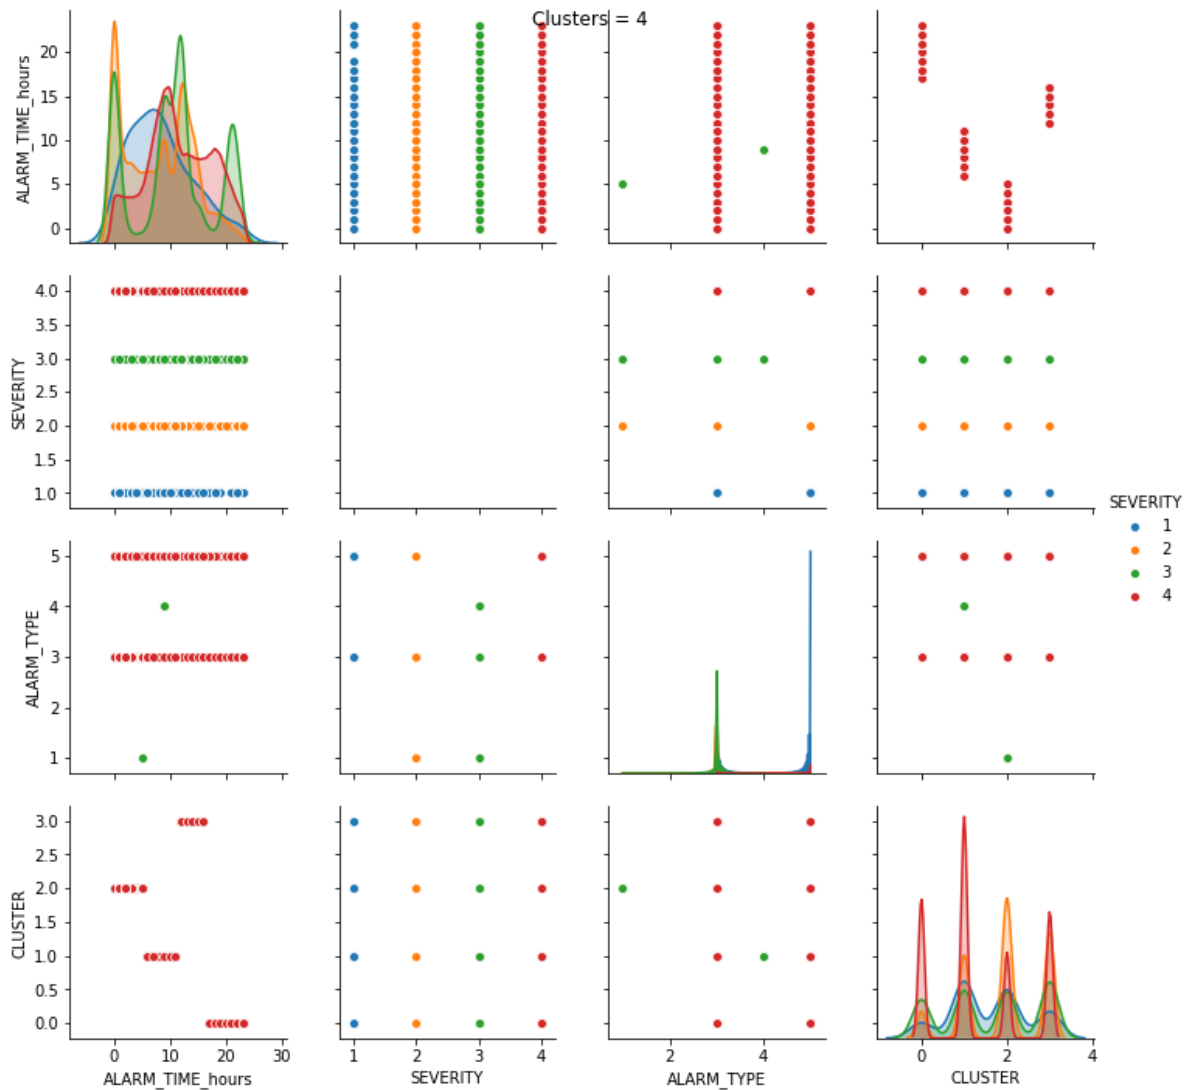 Clusters = 4
ALARM_TIME_hours
20
15
10
5
0
SEVERITY
4.0
3.5
3.0
2.5
2.0
1.5
1.0
SEVERITY
1
2
3
4
ALARM_TYPE
5
4
3
2
1
CLUSTER
3.0
2.5
2.0
1.5
1.0
0.5
0.0
0 10 20 30
1 2 3 4
2 4
0 2 4
ALARM_TIME_hours
SEVERITY
ALARM_TYPE
CLUSTER